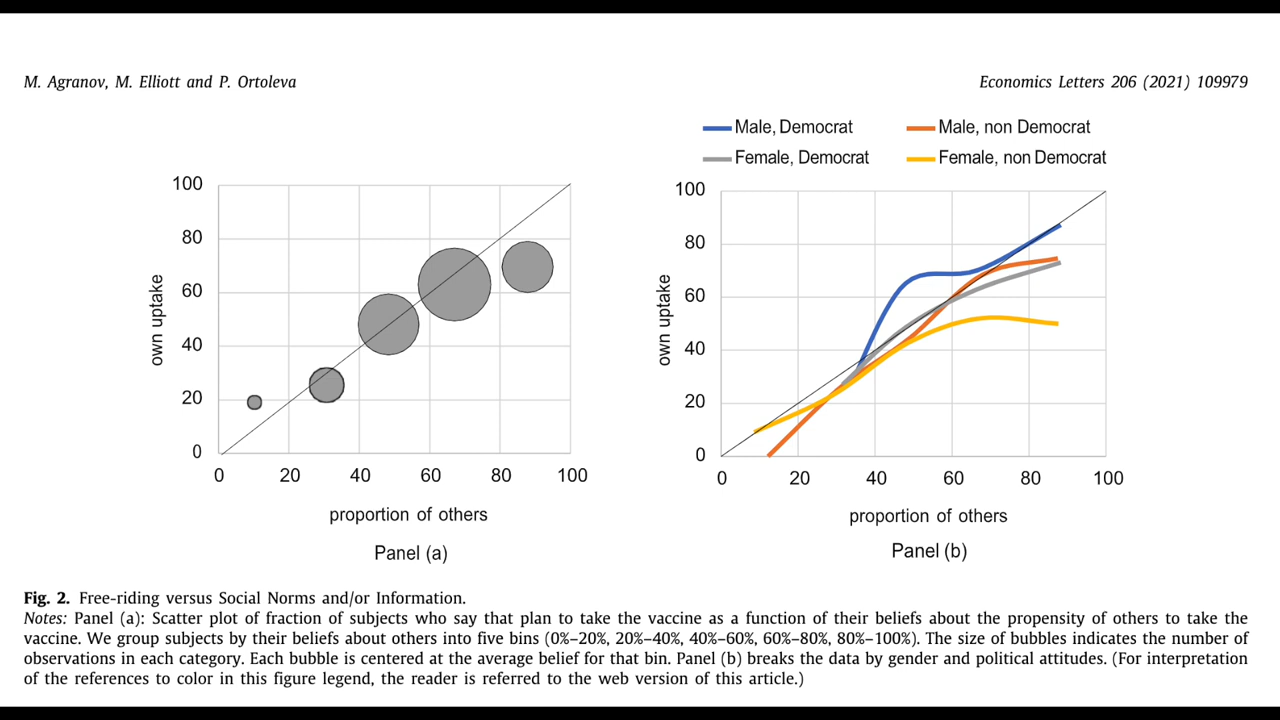 M. Agranov, M. Elliott and P. Ortoleva
Economics Letters 206 (2021) 109979
Male, Democrat
Male, non Democrat
Female, Democrat
Female, non Democrat
100
80
60
40
20
0
own uptake
0 20 40 60 80 100
proportion of others
Panel (a)
100
80
60
40
20
0
own uptake
0 20 40 60 80 100
proportion of others
Panel (b)
Fig. 2. Free-riding versus Social Norms and/or Information.
Notes: Panel (a): Scatter plot of fraction of subjects who say that plan to take the vaccine as a function of their beliefs about the propensity of others to take the
vaccine. We group subjects by their beliefs about others into five bins (0%–20%, 20%–40%, 40%–60%, 60%–80%, 80%–100%). The size of bubbles indicates the number of
observations in each category. Each bubble is centered at the average belief for that bin. Panel (b) breaks the data by gender and political attitudes. (For interpretation
of the references to color in this figure legend, the reader is referred to the web version of this article.)